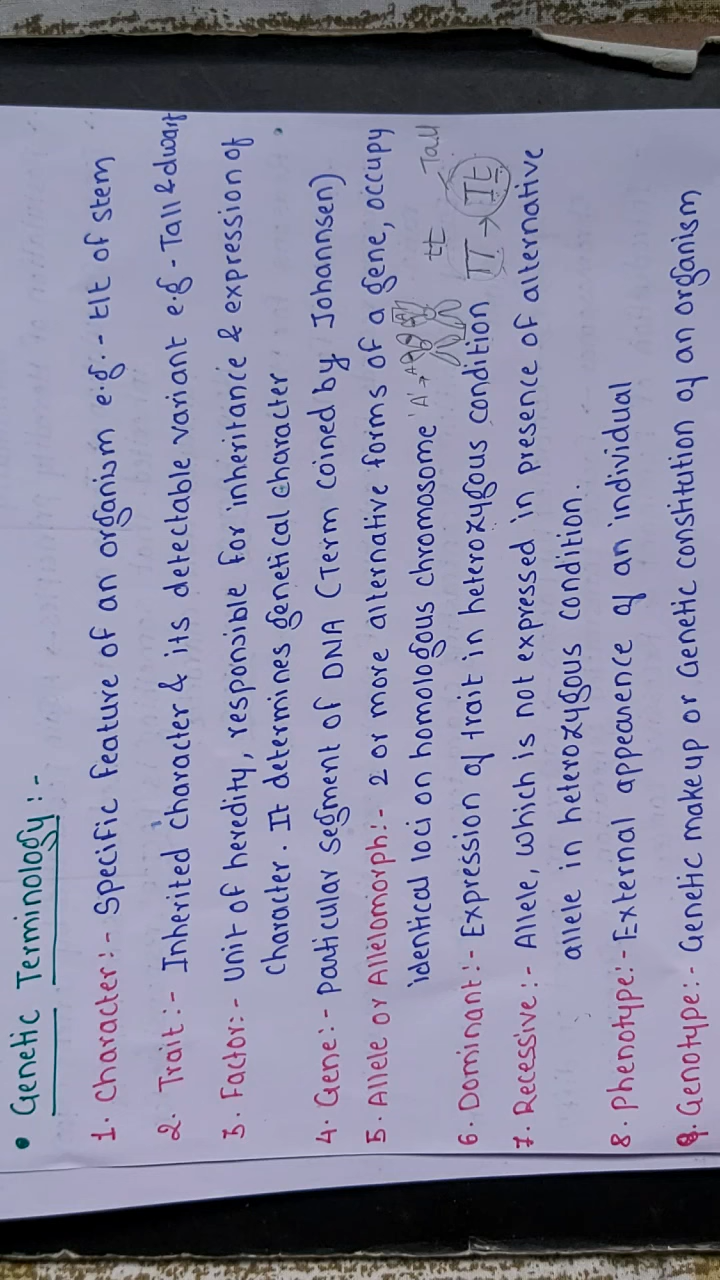 • Genetic Terminology :-
1. Character:- Specific feature of an organism e.g.:- tlt of stem
2. Trait :- Inherited character & its detectable variant e.g - Tall & dwarf
3. Factor:- Unit of heredity, responsible for inheritance & expression of
character. It determines genetical character
4. Gene:- particular segment of DNA (Term coined by Johannsen)
5. Allele or Allelomorph:- 2 or more alternative forms of a gene, occupy
identical loci on homologous chromosome 'A' → A
tt Tall
6. Dominant:- Expression of trait in heterozygous condition TT → Tt
7. Recessive:- Allele, which is not expressed in presence of alternative
allele in heterozygous condition.
8. Phenotype:- External appearence of an individual
9. Genotype:- Genetic makeup or Genetic constitution of an organism